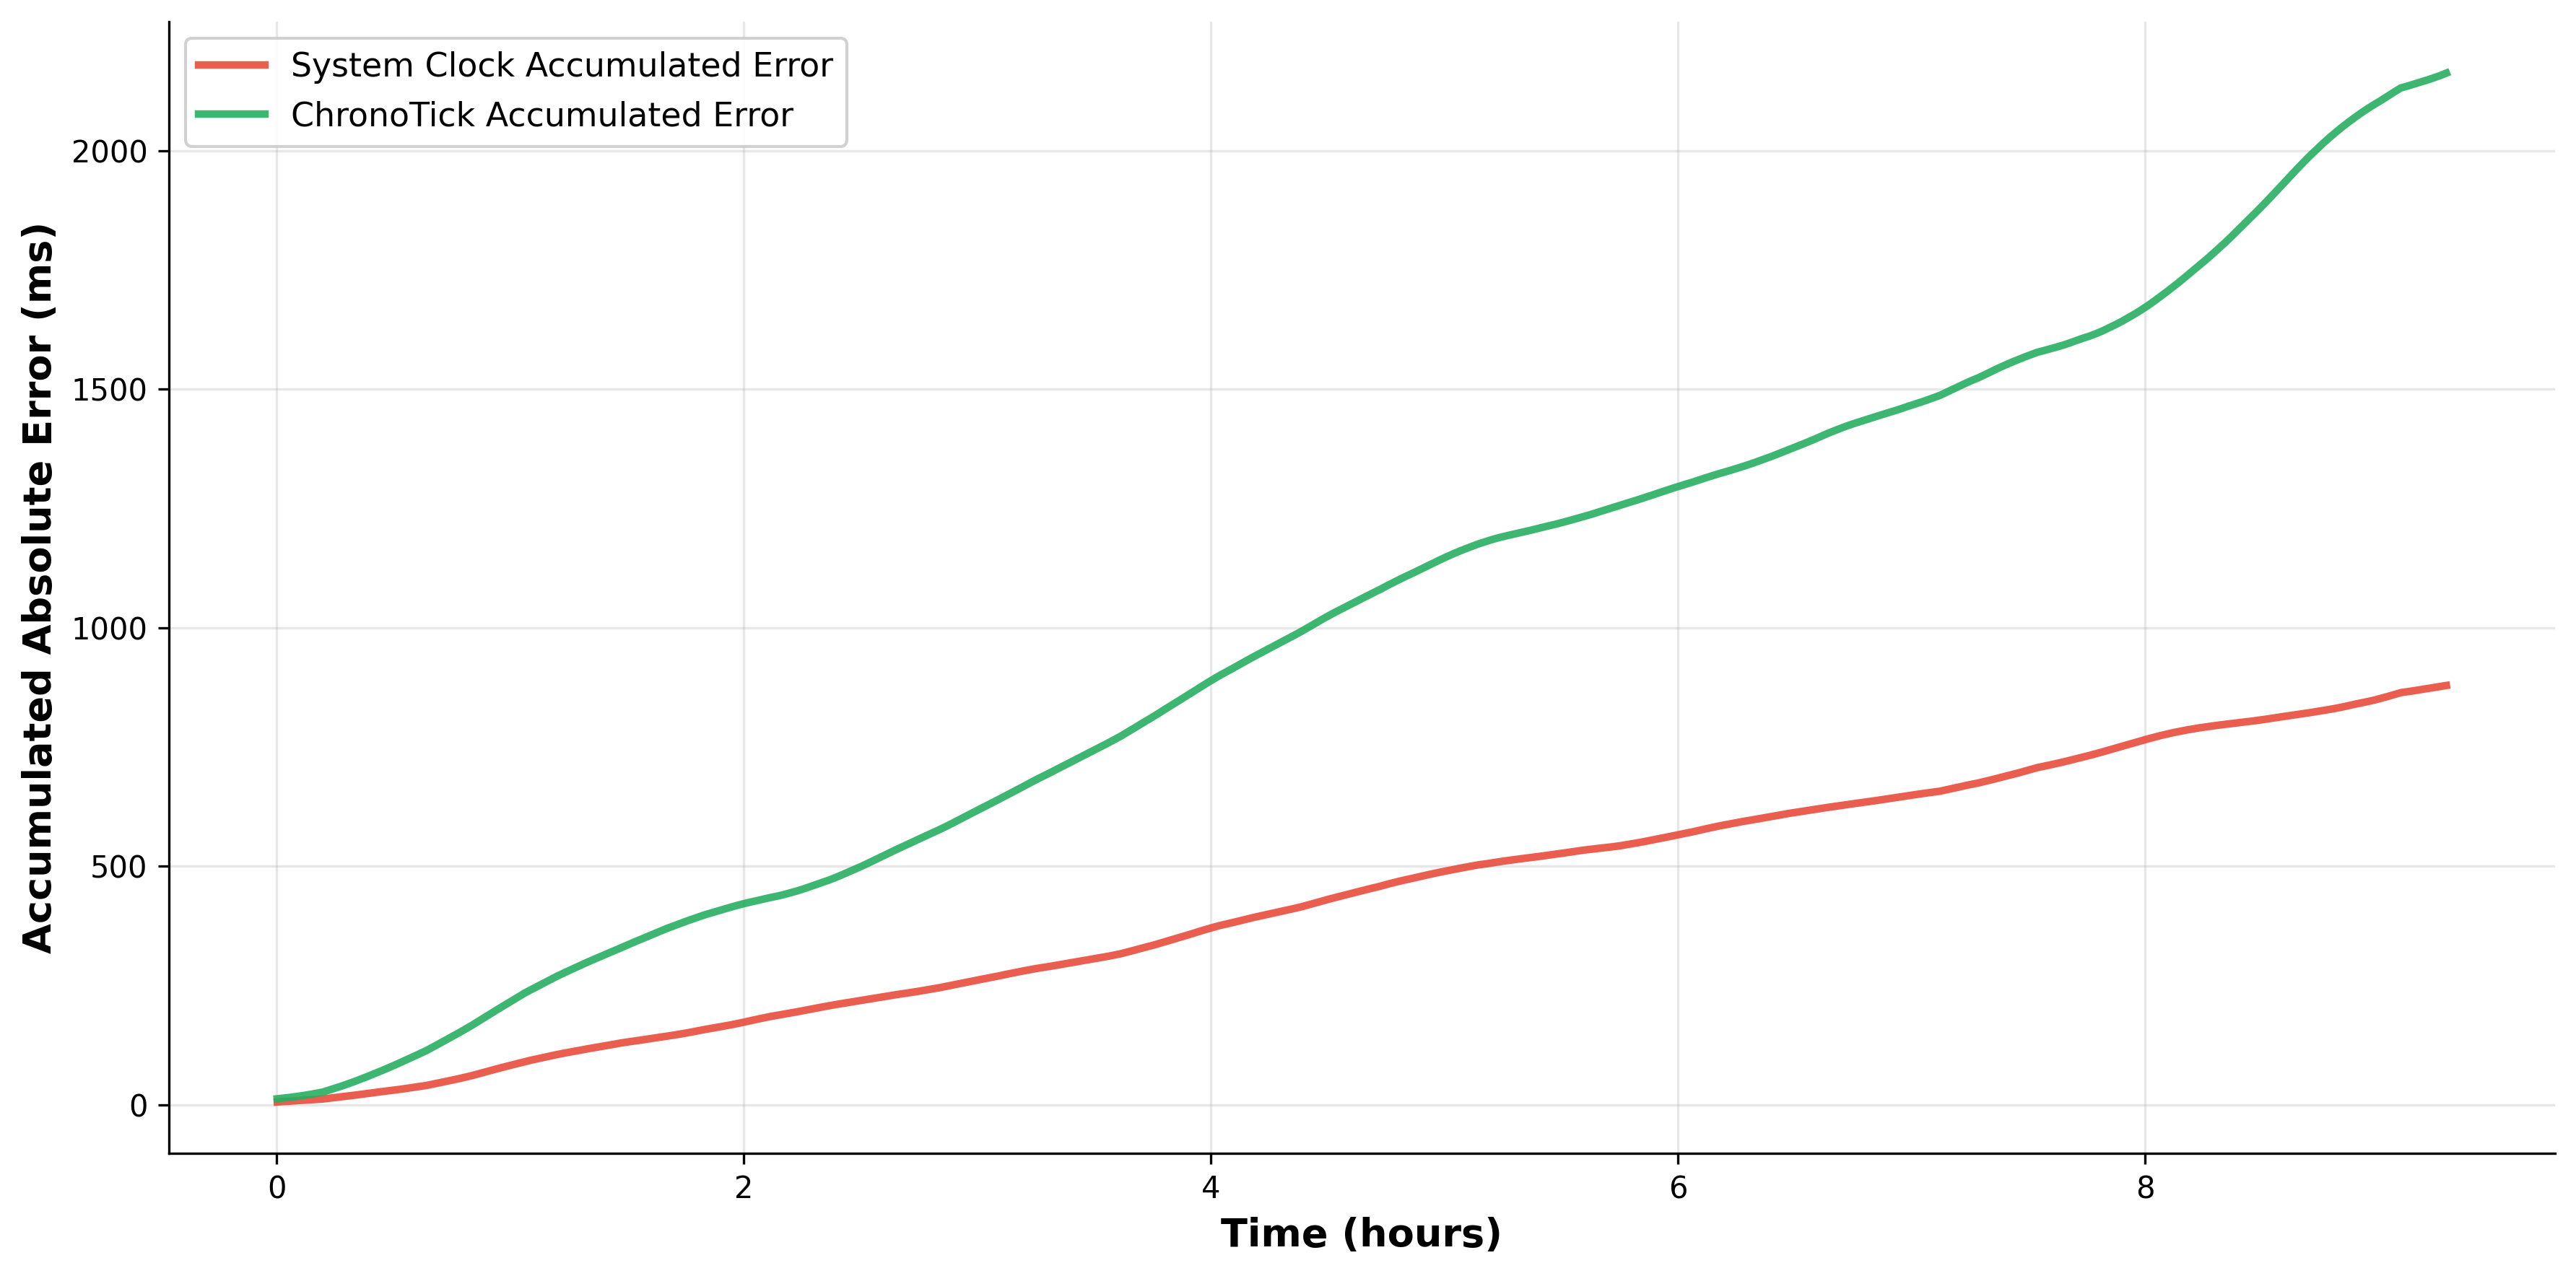 System Clock Accumulated Error
ChronoTick Accumulated Error
Accumulated Absolute Error (ms)
2000
1500
1000
500
0
0 2 4 6 8
Time (hours)